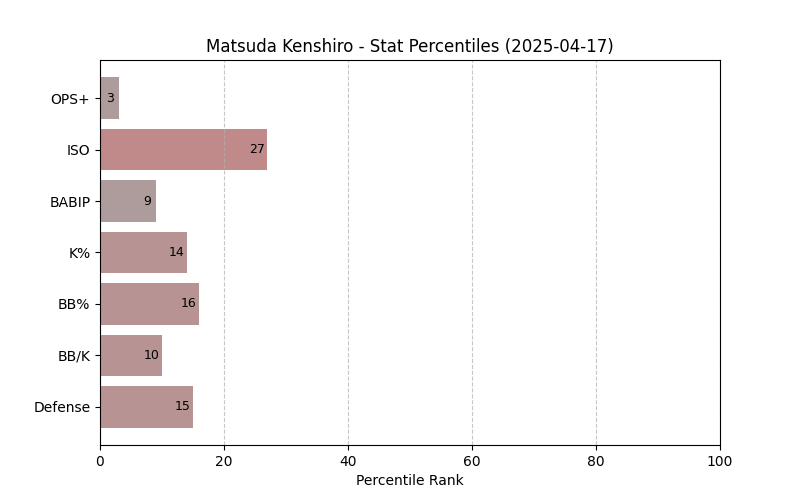 Matsuda Kenshiro - Stat Percentiles (2025-04-17)
OPS+ 3
ISO 27
BABIP 9
K% 14
BB% 16
BB/K 10
Defense 15
0 20 40 60 80 100
Percentile Rank